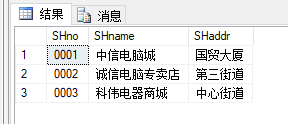 结果 消息
SHno SHname SHaddr
1 0001 中信电脑城 国贸大厦
2 0002 诚信电脑专卖店 第三街道
3 0003 科伟电器商城 中心街道